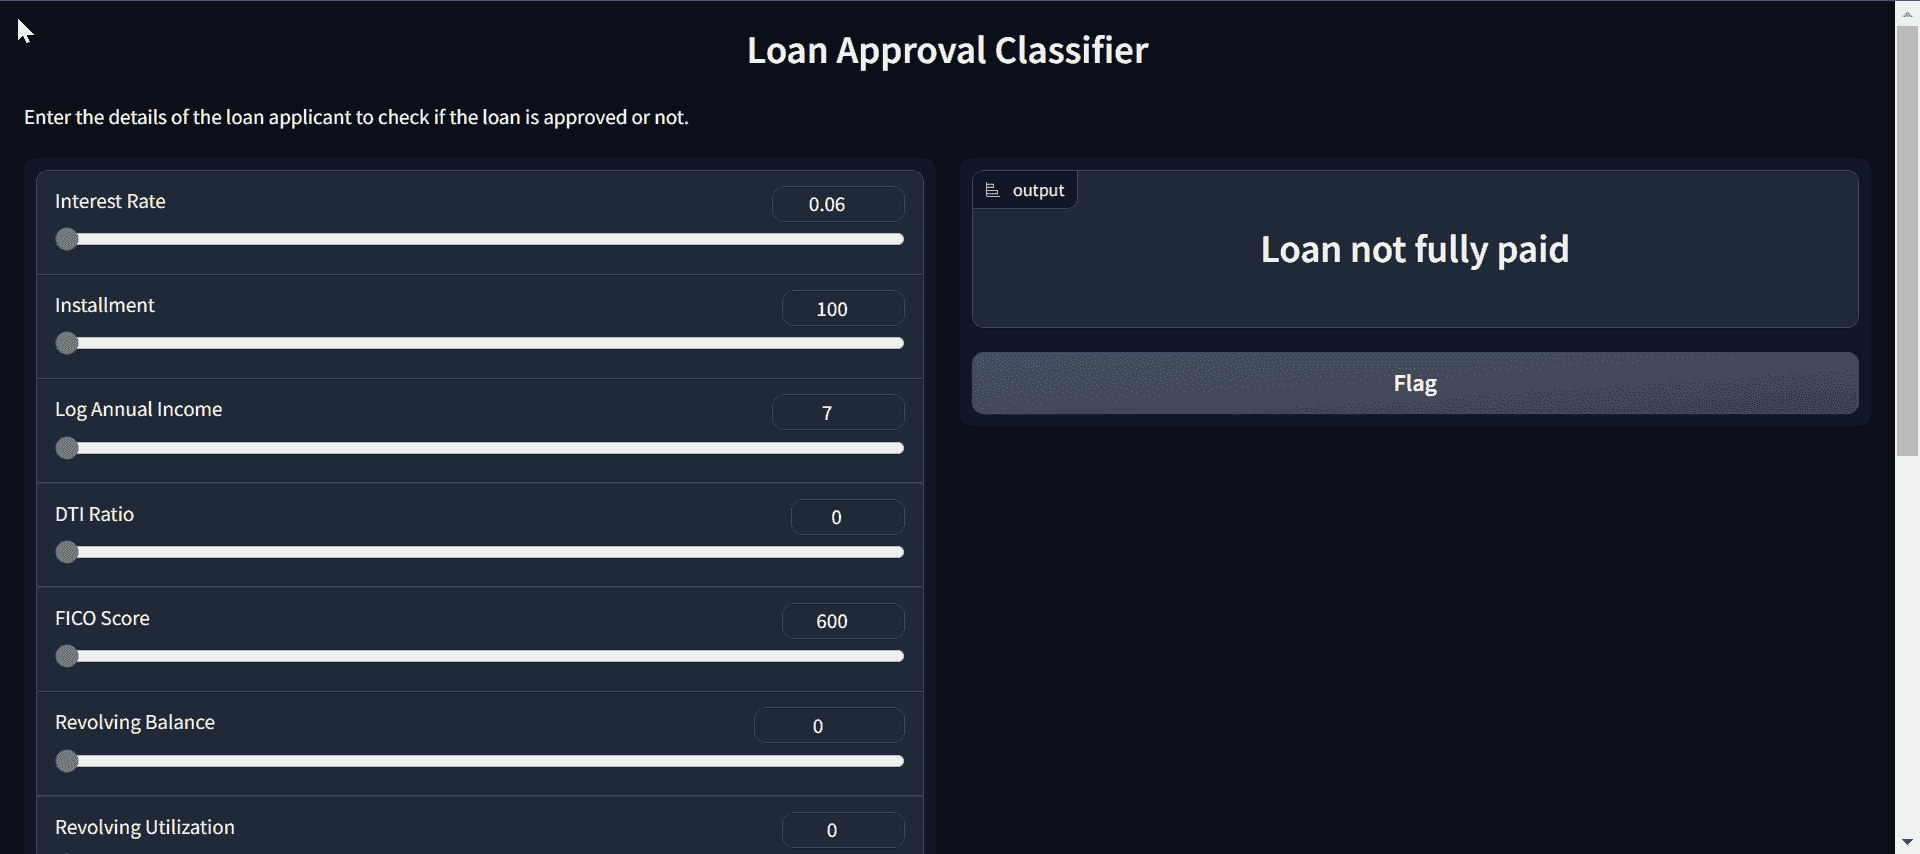 Loan Approval Classifier
Enter the details of the loan applicant to check if the loan is approved or not.
Interest Rate
0.06
Installment
100
Log Annual Income
7
DTI Ratio
0
FICO Score
600
Revolving Balance
0
Revolving Utilization
0
output
Loan not fully paid
Flag